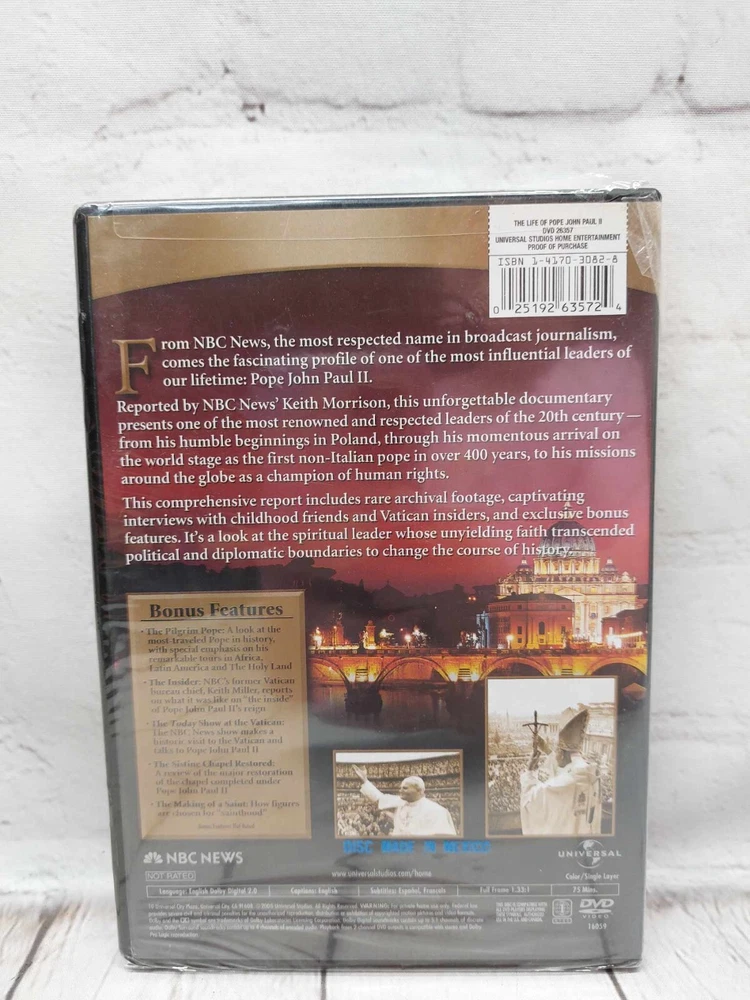 THE LIFE OF POPE JOHN PAUL II
DVD 26357
UNIVERSAL STUDIOS HOME ENTERTAINMENT
PROOF OF PURCHASE
ISBN 1-4170-3082-8
0 25192 63572 4
From NBC News, the most respected name in broadcast journalism,
comes the fascinating profile of one of the most influential leaders of
our lifetime: Pope John Paul II.
Reported by NBC News' Keith Morrison, this unforgettable documentary
presents one of the most renowned and respected leaders of the 20th century—
from his humble beginnings in Poland, through his momentous arrival on
the world stage as the first non-Italian pope in over 400 years, to his missions
around the globe as a champion of human rights.
This comprehensive report includes rare archival footage, captivating
interviews with childhood friends and Vatican insiders, and exclusive bonus
features. It's a look at the spiritual leader whose unyielding faith transcended
political and diplomatic boundaries to change the course of history.
Bonus Features
• The Pilgrim Pope: A look at the
most-traveled Pope in history,
with special emphasis on his
remarkable tours in Africa,
Latin America and The Holy Land
• The Insider: NBC's former Vatican
bureau chief, Keith Miller, reports
on what it was like on "the inside"
of Pope John Paul II's reign
• The Today Show at the Vatican:
The NBC News show makes a
historic visit to the Vatican and
talks to Pope John Paul II
• The Sistine Chapel Restored:
A review of the major restoration
of the chapel completed under
Pope John Paul II
• The Making of a Saint: How figures
are chosen for "sainthood"
Bonus Features Not Rated
DISC MADE IN MEXICO
NBC NEWS
UNIVERSAL
NOT RATED
www.universalstudios.com/home
Color/Single Layer
Language: English Dolby Digital 2.0
Captions: English
Subtitles: Español, Français
Full Frame 1.33:1
75 Mins.
DVD
VIDEO
16059